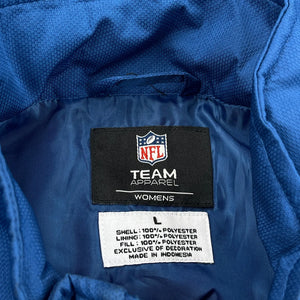 NFL
TEAM
APPAREL
WOMENS
L
SHELL: 100% POLYESTER
LINING: 100% POLYESTER
FILL: 100% POLYESTER
EXCLUSIVE OF DECORATION
MADE IN INDONESIA